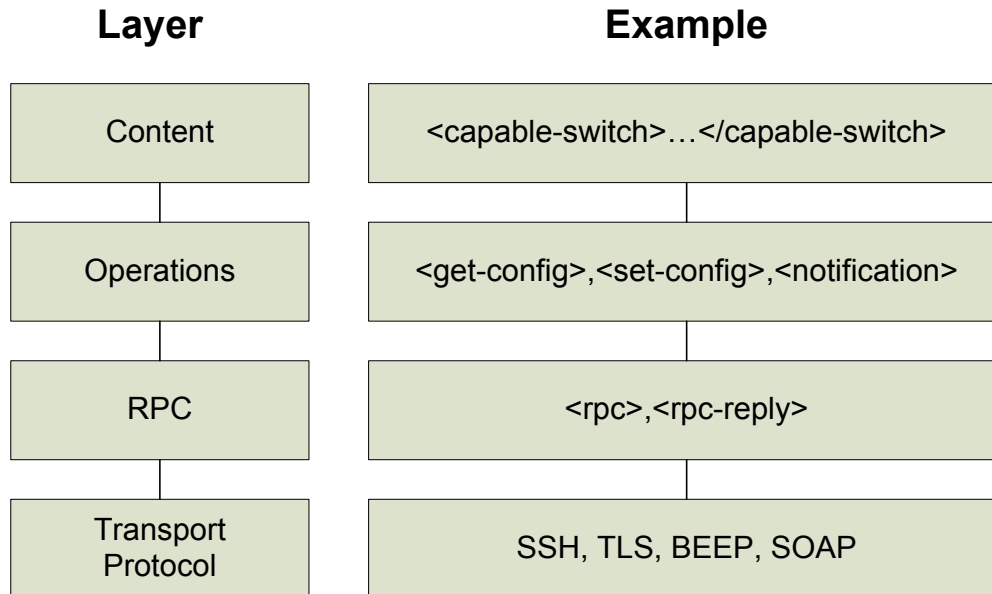 Layer
Example
Content
<capable-switch>…</capable-switch>
Operations
<get-config>,<set-config>,<notification>
RPC
<rpc>,<rpc-reply>
Transport
Protocol
SSH, TLS, BEEP, SOAP